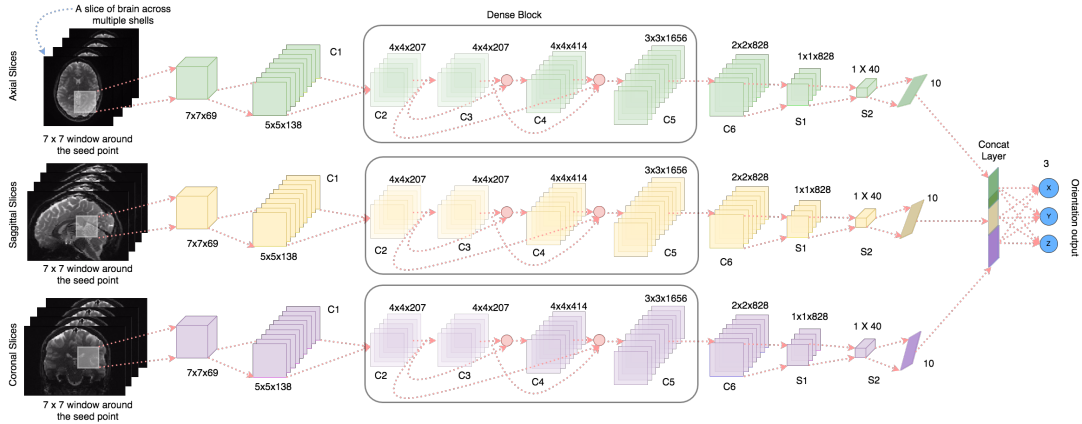 A slice of brain across
multiple shells
Dense Block
Axial Slices
7 x 7 window around
the seed point
7x7x69
C1
5x5x138
4x4x207
C2
4x4x207
C3
4x4x414
C4
3x3x1656
C5
2x2x828
C6
1x1x828
S1
1 X 40
S2
10
Saggittal Slices
7 x 7 window around
the seed point
7x7x69
C1
5x5x138
4x4x207
C2
4x4x207
C3
4x4x414
C4
3x3x1656
C5
2x2x828
C6
1x1x828
S1
1 X 40
S2
10
Coronal Slices
7 x 7 window around
the seed point
7x7x69
C1
5x5x138
4x4x207
C2
4x4x207
C3
4x4x414
C4
3x3x1656
C5
2x2x828
C6
1x1x828
S1
1 X 40
S2
10
Concat
Layer
3
X
Y
Z
Orientation output